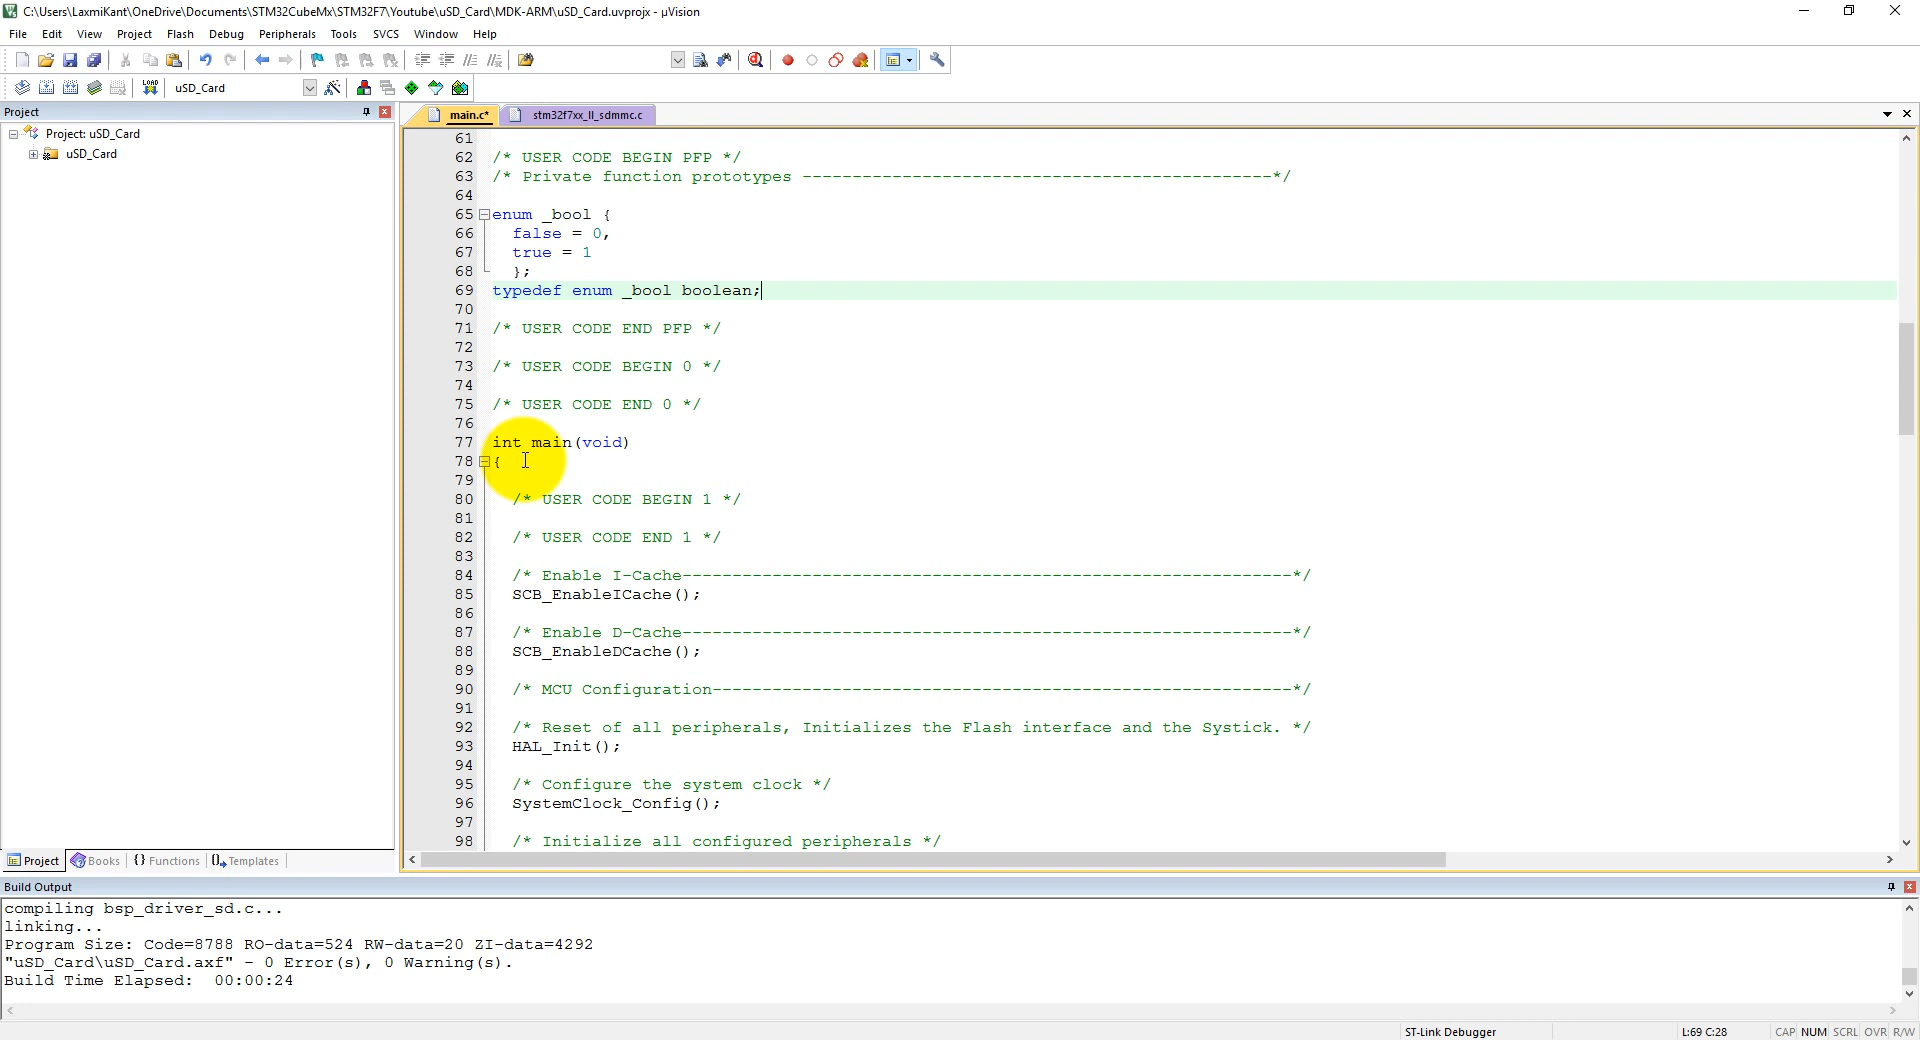 C:\Users\LaxmiKant\OneDrive\Documents\STM32CubeMx\STM32F7\Youtube\uSD_Card\MDK-ARM\uSD_Card.uvprojx - µVision
File Edit View Project Flash Debug Peripherals Tools SVCS Window Help
LOAD uSD_Card
Project
main.c* stm32f7xx_ll_sdmmc.c
Project: uSD_Card
uSD_Card
61
62 /* USER CODE BEGIN PFP */
63 /* Private function prototypes -----------------------------------------------*/
64
65 enum _bool {
66 false = 0,
67 true = 1
68 };
69 typedef enum _bool boolean;
70
71 /* USER CODE END PFP */
72
73 /* USER CODE BEGIN 0 */
74
75 /* USER CODE END 0 */
76
77 int main(void)
78 {
79
80 /* USER CODE BEGIN 1 */
81
82 /* USER CODE END 1 */
83
84 /* Enable I-Cache-------------------------------------------------------------*/
85 SCB_EnableICache();
86
87 /* Enable D-Cache-------------------------------------------------------------*/
88 SCB_EnableDCache();
89
90 /* MCU Configuration----------------------------------------------------------*/
91
92 /* Reset of all peripherals, Initializes the Flash interface and the Systick. */
93 HAL_Init();
94
95 /* Configure the system clock */
96 SystemClock_Config();
97
98 /* Initialize all configured peripherals */
Project Books {} Functions Templates
Build Output
compiling bsp_driver_sd.c...
linking...
Program Size: Code=8788 RO-data=524 RW-data=20 ZI-data=4292
"uSD_Card\uSD_Card.axf" - 0 Error(s), 0 Warning(s).
Build Time Elapsed: 00:00:24
ST-Link Debugger L:69 C:28 CAP NUM SCRL OVR R/W